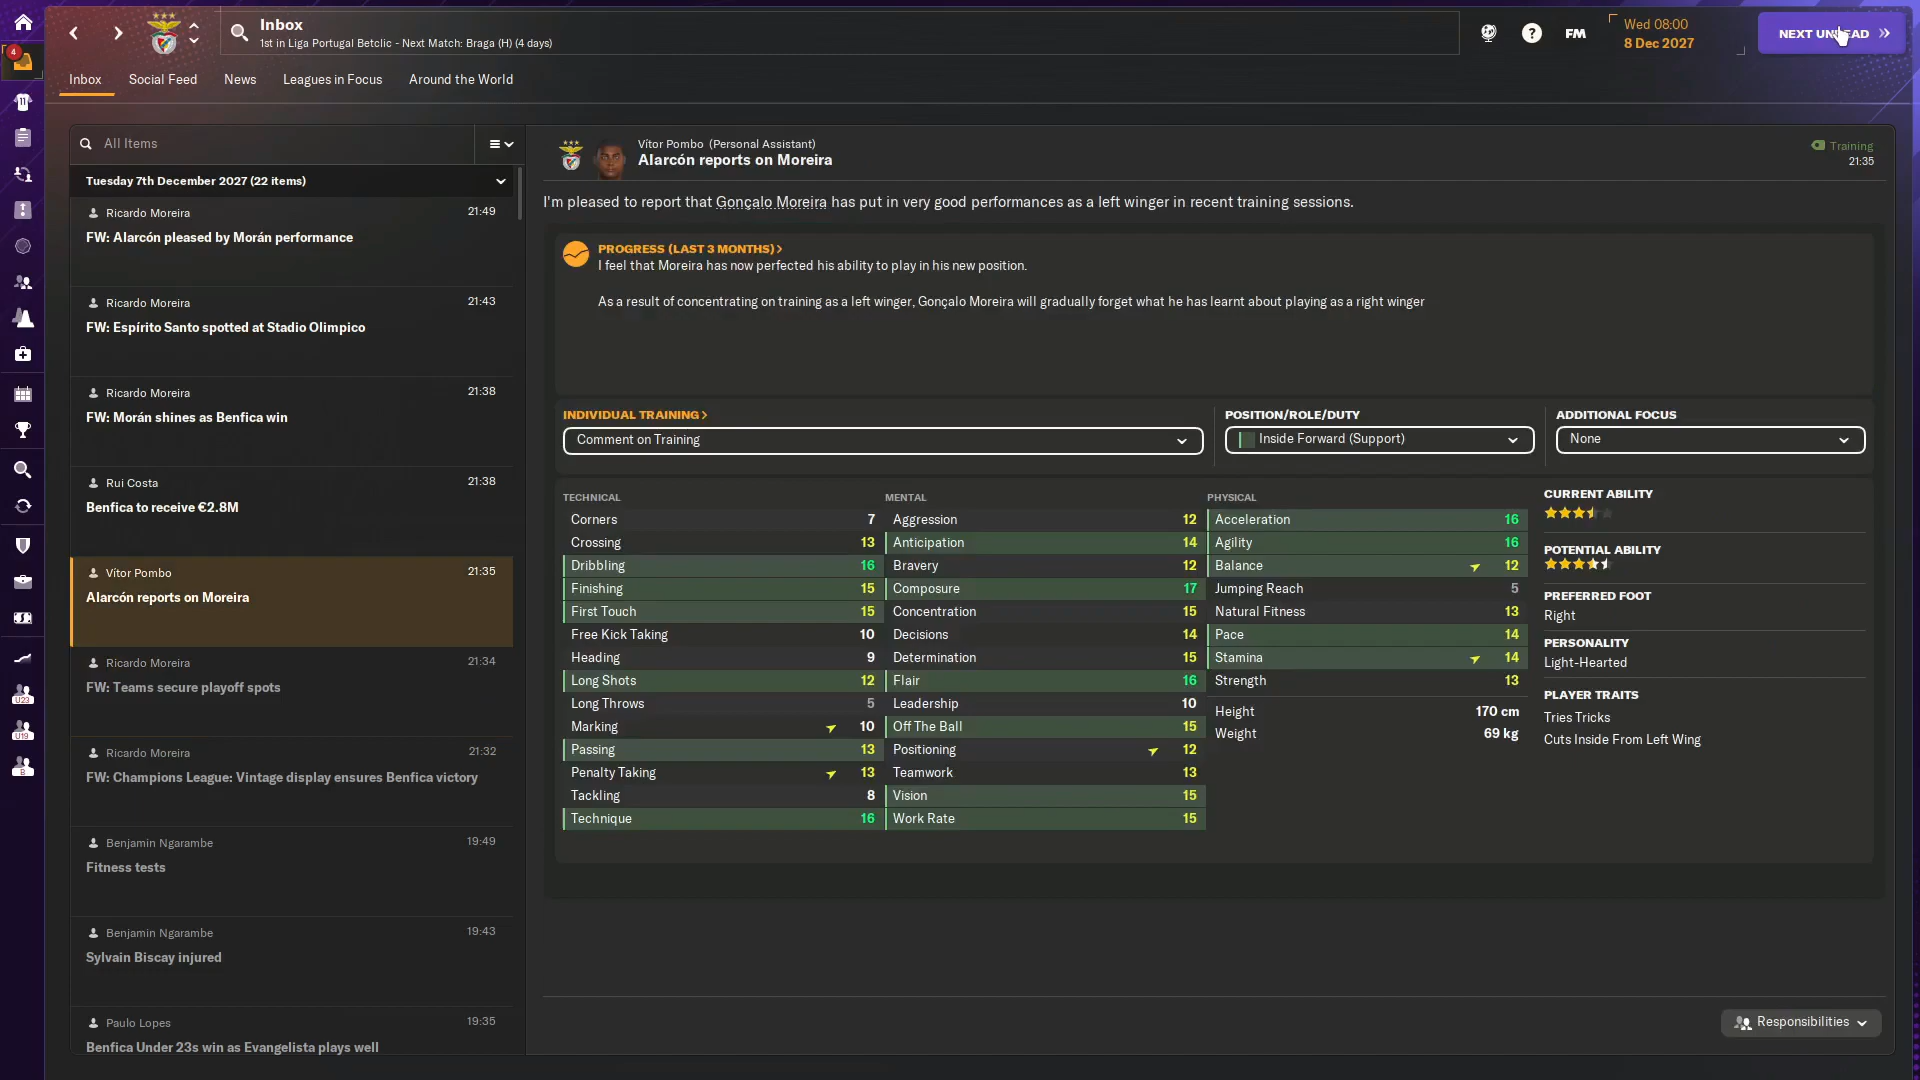 4
Inbox
1st in Liga Portugal Betclic - Next Match: Braga (H) (4 days)
FM
Wed 08:00
8 Dec 2027
Inbox
Social Feed
News
Leagues in Focus
Around the World
All Items
Tuesday 7th December 2027 (22 items)
Ricardo Moreira 21:49
FW: Alarcón pleased by Morán performance
Ricardo Moreira 21:43
FW: Espírito Santo spotted at Stadio Olimpico
Ricardo Moreira 21:38
FW: Morán shines as Benfica win
Rui Costa 21:38
Benfica to receive €2.8M
Vítor Pombo 21:35
Alarcón reports on Moreira
Ricardo Moreira 21:34
FW: Teams secure playoff spots
Ricardo Moreira 21:32
FW: Champions League: Vintage display ensures Benfica victory
Benjamin Ngarambe 19:49
Fitness tests
Benjamin Ngarambe 19:43
Sylvain Biscay injured
Paulo Lopes 19:35
Benfica Under 23s win as Evangelista plays well
U23
U19
B
Vítor Pombo (Personal Assistant)
Alarcón reports on Moreira
Training
21:35
I'm pleased to report that Gonçalo Moreira has put in very good performances as a left winger in recent training sessions.
PROGRESS (LAST 3 MONTHS) >
I feel that Moreira has now perfected his ability to play in his new position.
As a result of concentrating on training as a left winger, Gonçalo Moreira will gradually forget what he has learnt about playing as a right winger
INDIVIDUAL TRAINING >
Comment on Training
POSITION/ROLE/DUTY
Inside Forward (Support)
ADDITIONAL FOCUS
None
TECHNICAL
Corners 7
Crossing 13
Dribbling 16
Finishing 15
First Touch 15
Free Kick Taking 10
Heading 9
Long Shots 12
Long Throws 5
Marking 10
Passing 13
Penalty Taking 13
Tackling 8
Technique 16
MENTAL
Aggression 12
Anticipation 14
Bravery 12
Composure 17
Concentration 15
Decisions 14
Determination 15
Flair 16
Leadership 10
Off The Ball 15
Positioning 12
Teamwork 13
Vision 15
Work Rate 15
PHYSICAL
Acceleration 16
Agility 16
Balance 12
Jumping Reach 5
Natural Fitness 13
Pace 14
Stamina 14
Strength 13
Height 170 cm
Weight 69 kg
CURRENT ABILITY
POTENTIAL ABILITY
PREFERRED FOOT
Right
PERSONALITY
Light-Hearted
PLAYER TRAITS
Tries Tricks
Cuts Inside From Left Wing
Responsibilities